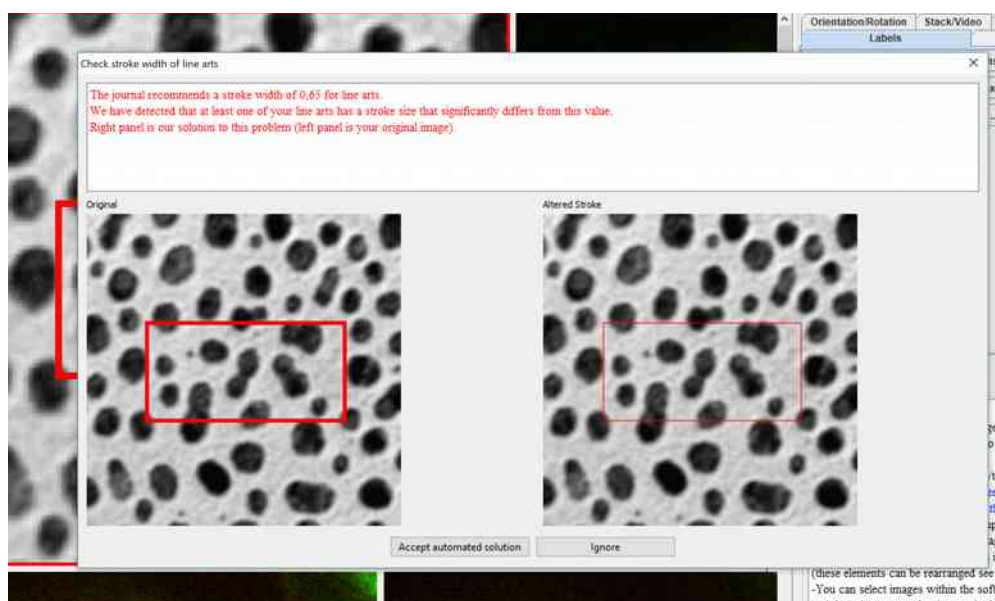 Orientation/Rotation Stack/Video
Labels
Check stroke width of line arts
The journal recommends a stroke width of 0,65 for line arts.
We have detected that at least one of your line arts has a stroke size that significantly differs from this value.
Right panel is our solution to this problem (left panel is your original image).
Original Altered Stroke
Accept automated solution Ignore
(these elements can be rearranged see
-You can select images within the soft